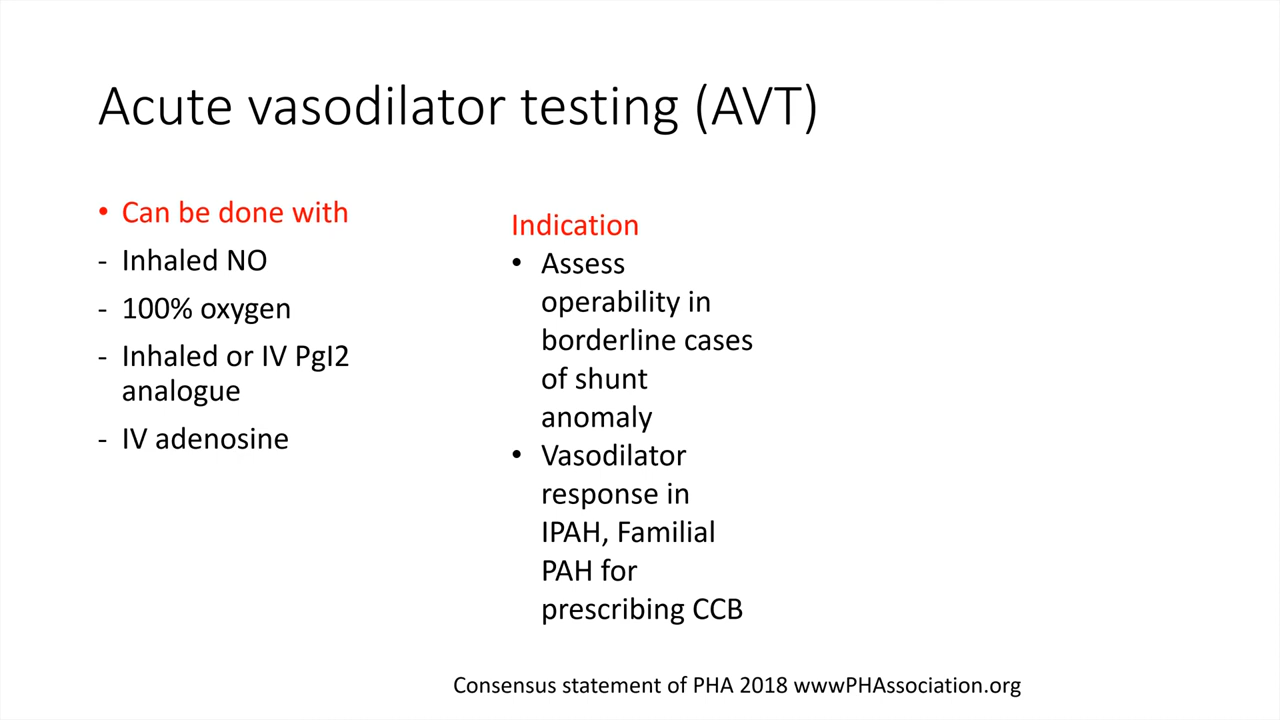 Acute vasodilator testing (AVT)
• Can be done with
- Inhaled NO
- 100% oxygen
- Inhaled or IV PgI2
analogue
- IV adenosine
Indication
• Assess
operability in
borderline cases
of shunt
anomaly
• Vasodilator
response in
IPAH, Familial
PAH for
prescribing CCB
Consensus statement of PHA 2018 wwwPHAssociation.org